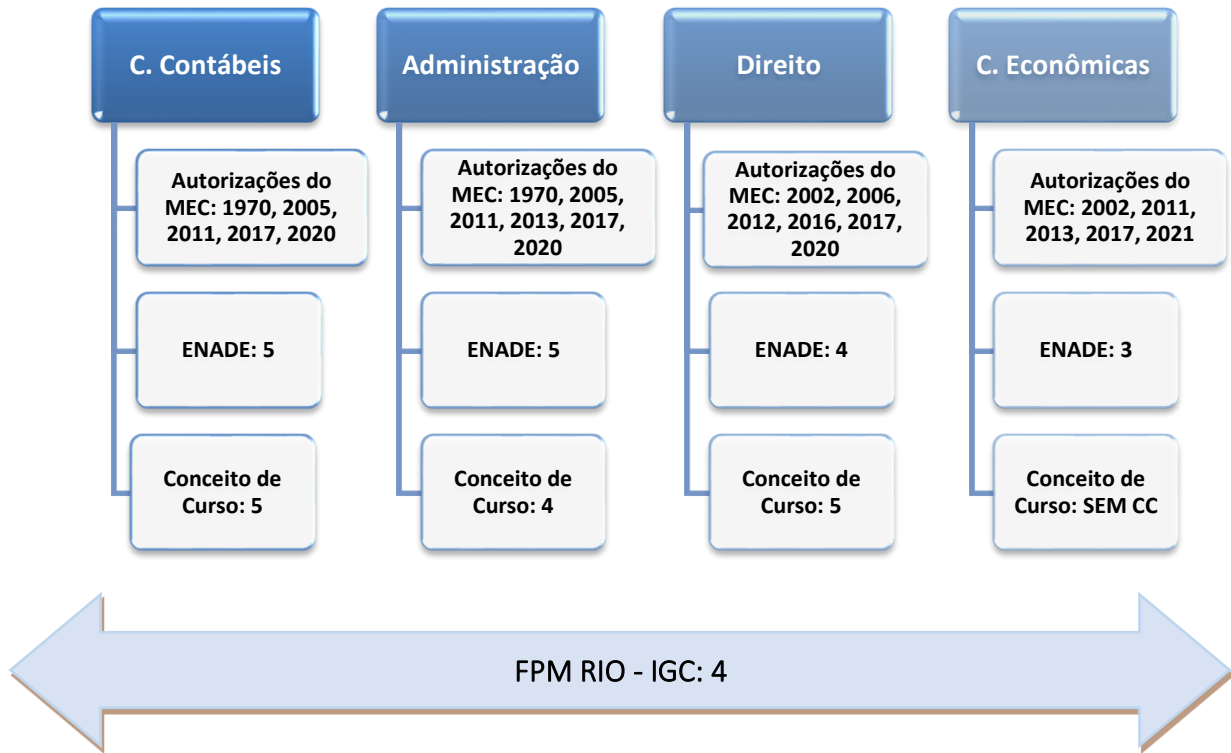 C. Contábeis
Autorizações do
MEC: 1970, 2005,
2011, 2017, 2020
ENADE: 5
Conceito de
Curso: 5
Administração
Autorizações do
MEC: 1970, 2005,
2011, 2013, 2017,
2020
ENADE: 5
Conceito de
Curso: 4
Direito
Autorizações do
MEC: 2002, 2006,
2012, 2016, 2017,
2020
ENADE: 4
Conceito de
Curso: 5
C. Econômicas
Autorizações do
MEC: 2002, 2011,
2013, 2017, 2021
ENADE: 3
Conceito de
Curso: SEM CC
FPM RIO - IGC: 4